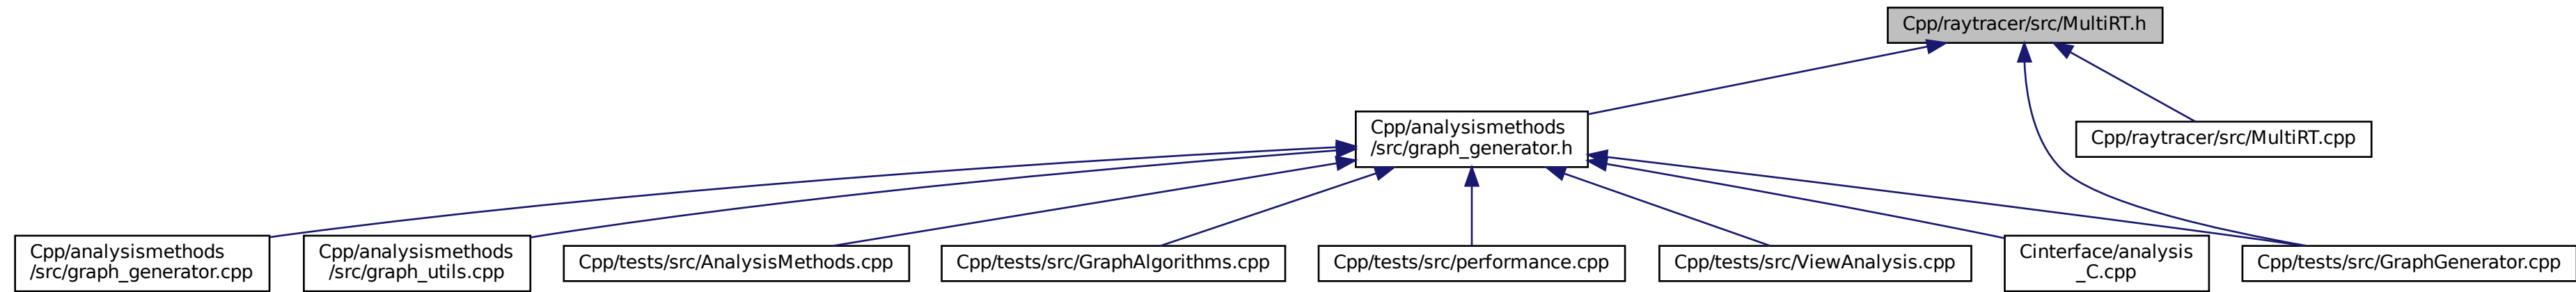 Cpp/raytracer/src/MultiRT.h
Cpp/analysismethods
/src/graph_generator.h
Cpp/raytracer/src/MultiRT.cpp
Cpp/analysismethods
/src/graph_generator.cpp
Cpp/analysismethods
/src/graph_utils.cpp
Cpp/tests/src/AnalysisMethods.cpp
Cpp/tests/src/GraphAlgorithms.cpp
Cpp/tests/src/performance.cpp
Cpp/tests/src/ViewAnalysis.cpp
Cinterface/analysis
_C.cpp
Cpp/tests/src/GraphGenerator.cpp